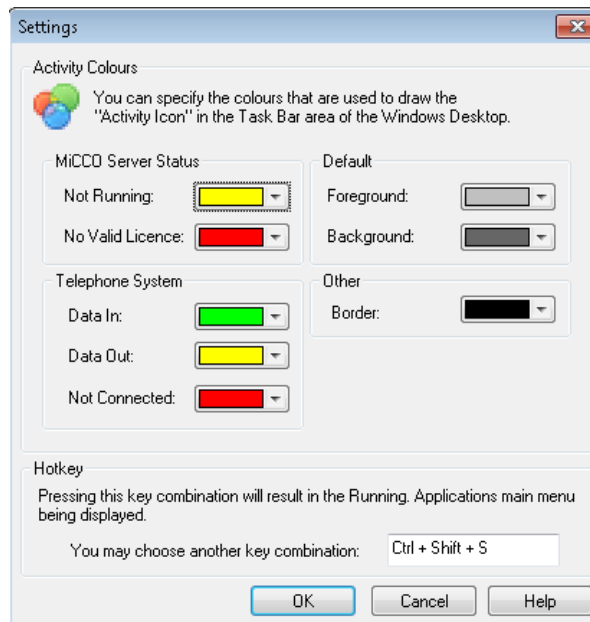 Settings
Activity Colours
You can specify the colours that are used to draw the
"Activity Icon" in the Task Bar area of the Windows Desktop.
MiCCO Server Status
Not Running:
No Valid Licence:
Default
Foreground:
Background:
Telephone System
Data In:
Data Out:
Not Connected:
Other
Border:
Hotkey
Pressing this key combination will result in the Running. Applications main menu
being displayed.
You may choose another key combination: Ctrl + Shift + S
OK Cancel Help